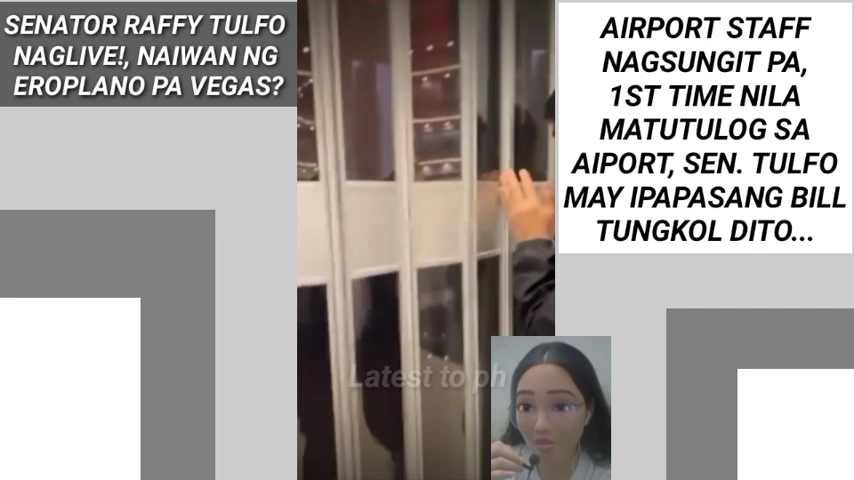 SENATOR RAFFY TULFO
NAGLIVE!, NAIWAN NG
EROPLANO PA VEGAS?
AIRPORT STAFF
NAGSUNGIT PA,
1ST TIME NILA
MATUTULOG SA
AIPORT, SEN. TULFO
MAY IPAPASANG BILL
TUNGKOL DITO...
Latest to ph